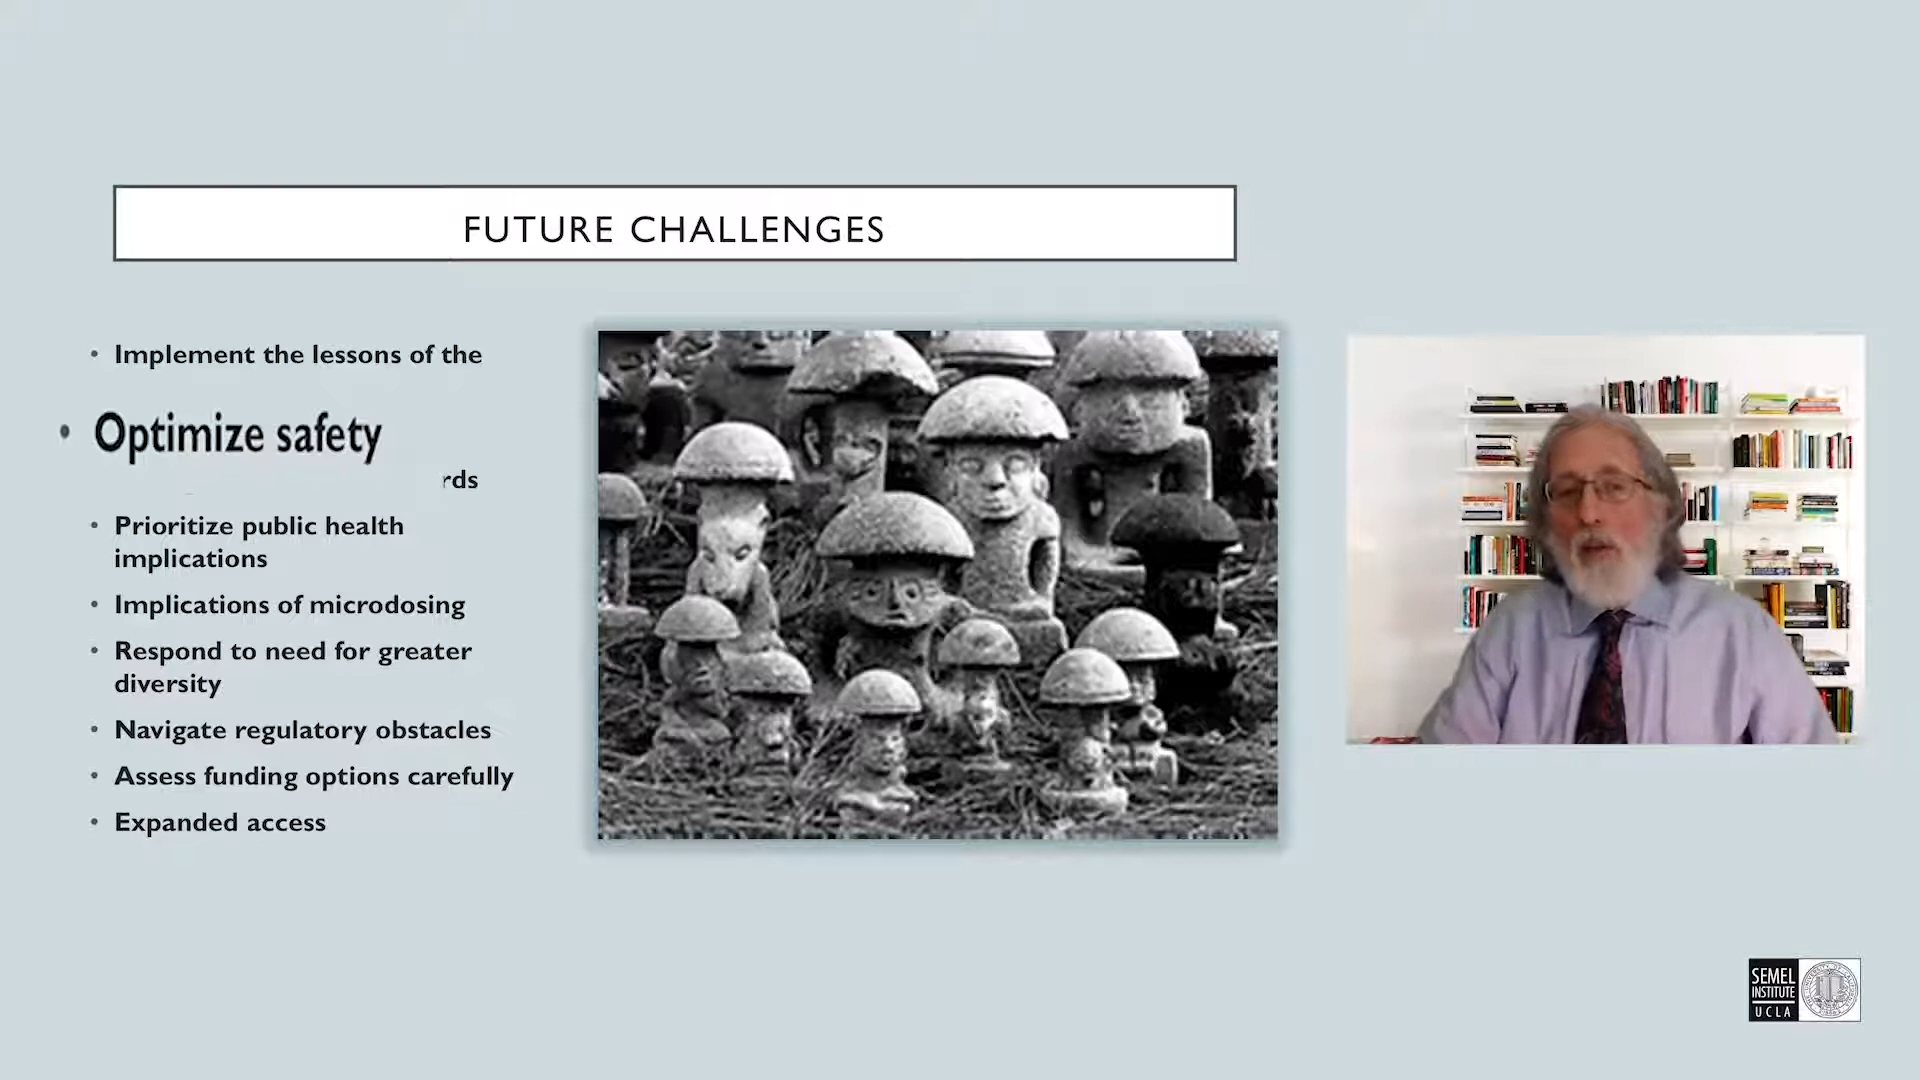 FUTURE CHALLENGES
• Implement the lessons of the
• Optimize safety
rds
• Prioritize public health
implications
• Implications of microdosing
• Respond to need for greater
diversity
• Navigate regulatory obstacles
• Assess funding options carefully
• Expanded access
SEMEL
INSTITUTE
UCLA